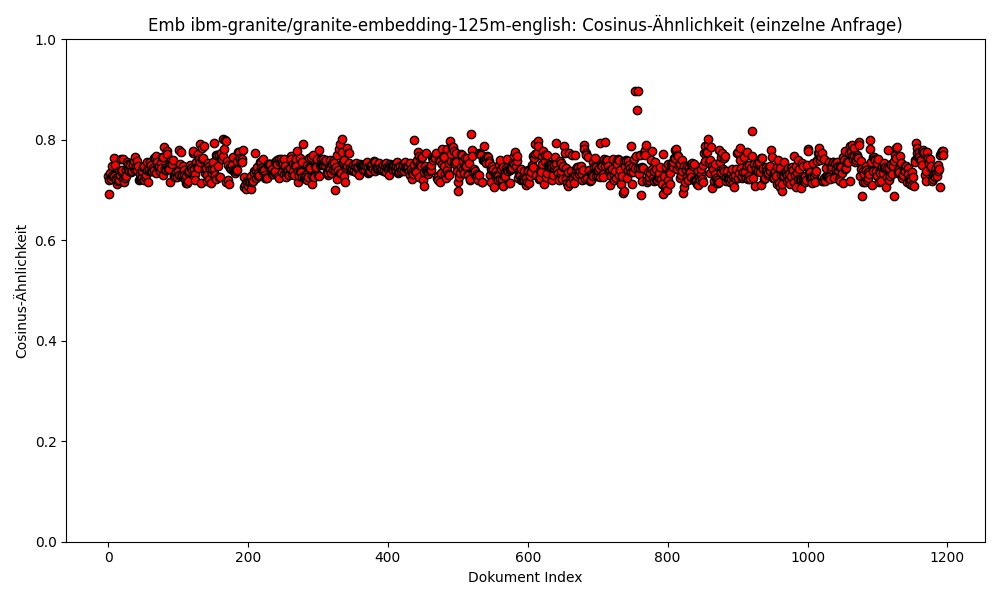 Emb ibm-granite/granite-embedding-125m-english: Cosinus-Ähnlichkeit (einzelne Anfrage)
1.0
0.8
0.6
0.4
0.2
0.0
Cosinus-Ähnlichkeit
0 200 400 600 800 1000 1200
Dokument Index